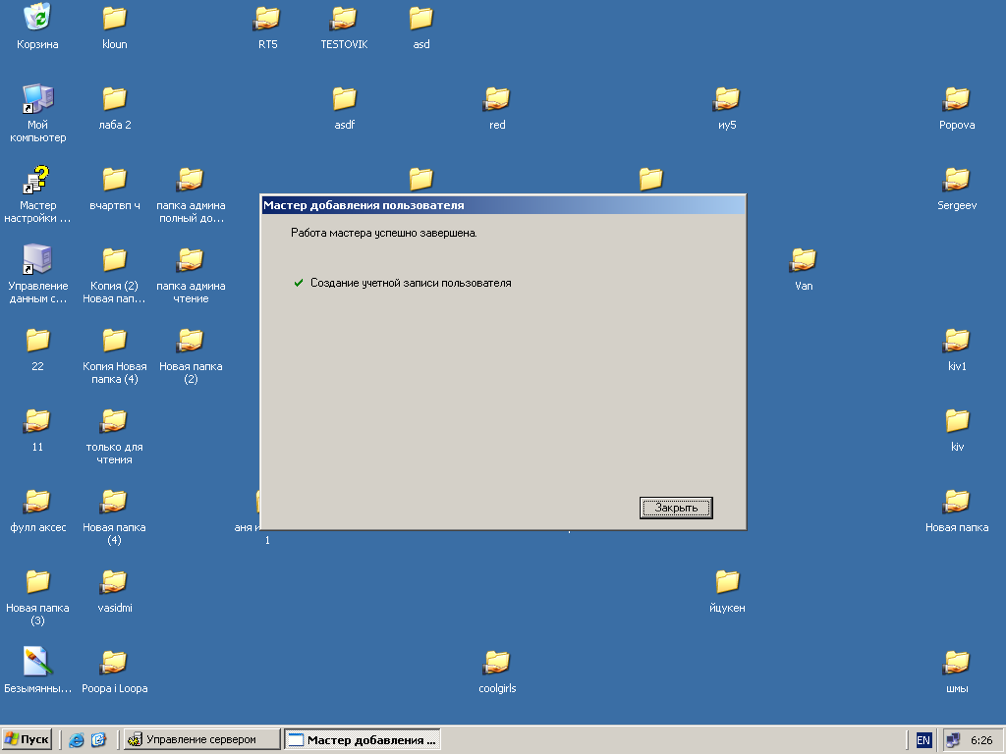 Корзина
kloun
RT5
TESTOVIK
asd
Мой
компьютер
лаба 2
asdf
red
иу5
Popova
Мастер
настройки ...
вчартвп ч
папка админа
полный до...
Sergeev
Мастер добавления пользователя
Работа мастера успешно завершена.
Создание учетной записи пользователя
Управление
данным с...
Копия (2)
Новая пап...
папка админа
чтение
Van
22
Копия Новая
папка (4)
Новая папка
(2)
kiv1
11
только для
чтения
kiv
Закрыть
фулл аксес
Новая папка
(4)
аня и
1
Новая папка
Новая папка
(3)
vasidmi
йцукен
Безымянны...
Poopa i Loopa
coolgirls
шмы
Пуск
Управление сервером
Мастер добавления ...
EN
6:26